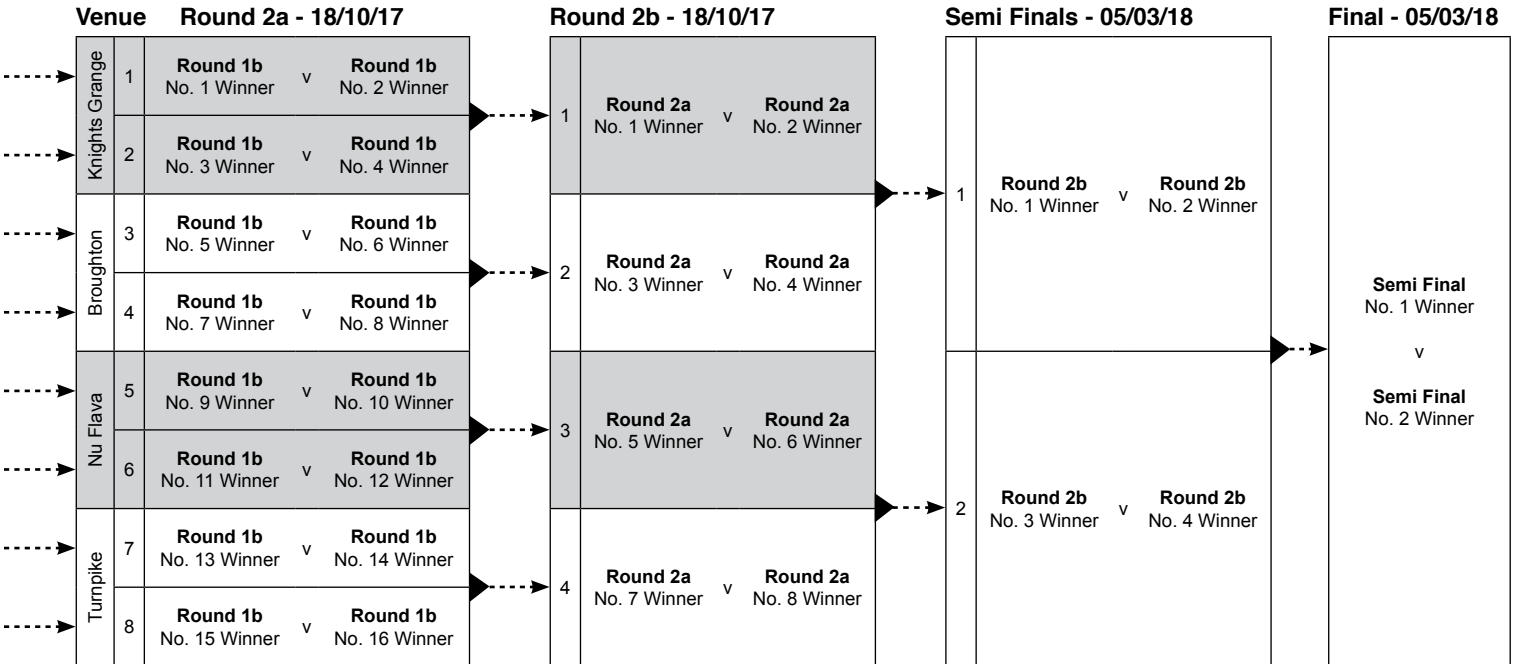 Venue Round 2a - 18/10/17 Round 2b - 18/10/17 Semi Finals - 05/03/18 Final - 05/03/18
Knights Grange
1
Round 1b v Round 1b
No. 1 Winner No. 2 Winner
2
Round 1b v Round 1b
No. 3 Winner No. 4 Winner
Broughton
3
Round 1b v Round 1b
No. 5 Winner No. 6 Winner
4
Round 1b v Round 1b
No. 7 Winner No. 8 Winner
Nu Flava
5
Round 1b v Round 1b
No. 9 Winner No. 10 Winner
6
Round 1b v Round 1b
No. 11 Winner No. 12 Winner
Turnpike
7
Round 1b v Round 1b
No. 13 Winner No. 14 Winner
8
Round 1b v Round 1b
No. 15 Winner No. 16 Winner
1
Round 2a v Round 2a
No. 1 Winner No. 2 Winner
2
Round 2a v Round 2a
No. 3 Winner No. 4 Winner
3
Round 2a v Round 2a
No. 5 Winner No. 6 Winner
4
Round 2a v Round 2a
No. 7 Winner No. 8 Winner
1
Round 2b v Round 2b
No. 1 Winner No. 2 Winner
2
Round 2b v Round 2b
No. 3 Winner No. 4 Winner
Semi Final
No. 1 Winner
v
Semi Final
No. 2 Winner